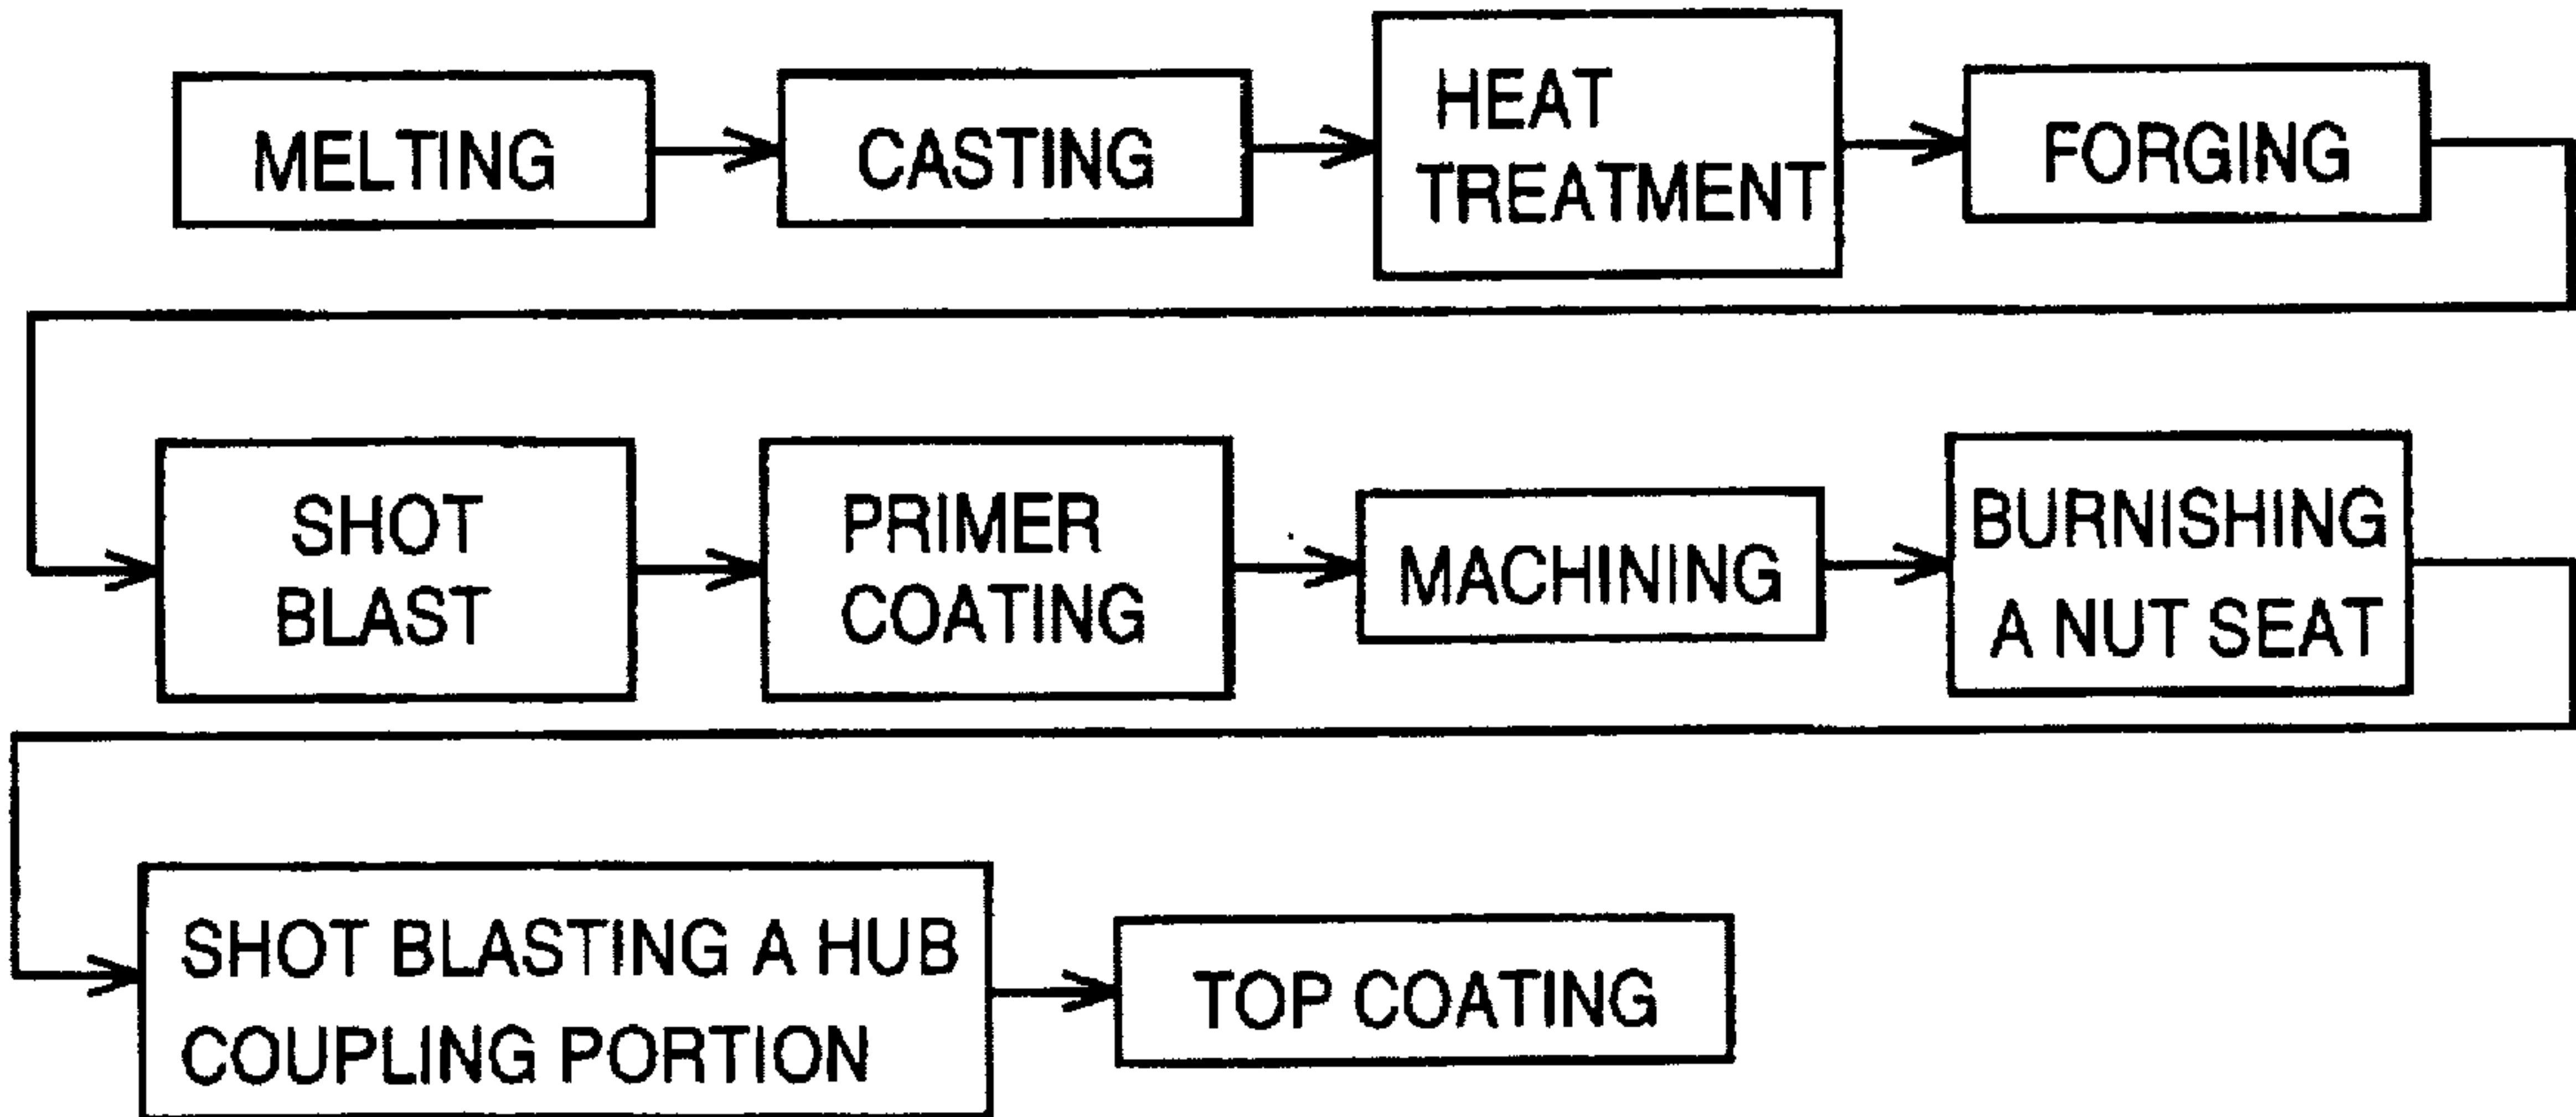 MELTING
CASTING
HEAT
TREATMENT
FORGING
SHOT
BLAST
PRIMER
COATING
MACHINING
BURNISHING
A NUT SEAT
SHOT BLASTING A HUB
COUPLING PORTION
TOP COATING